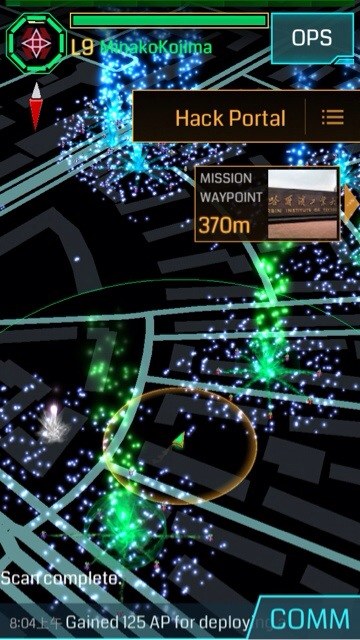 OPS
L9 MinakoKojima
Hack Portal
MISSION
WAYPOINT
370m
Scan complete.
8:04上午 Gained 125 AP for deploy
COMM